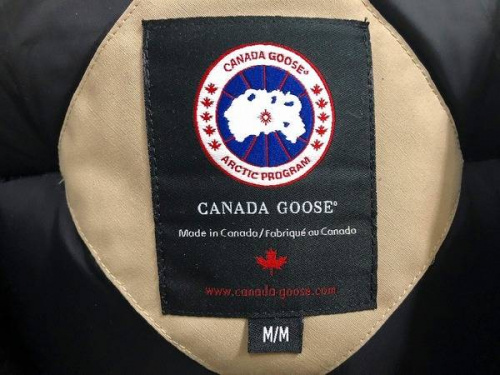 CANADA GOOSE®
ARCTIC PROGRAM
CANADA GOOSE®
Made in Canada/Fabriqué au Canada
www.canada-goose.com
M/M